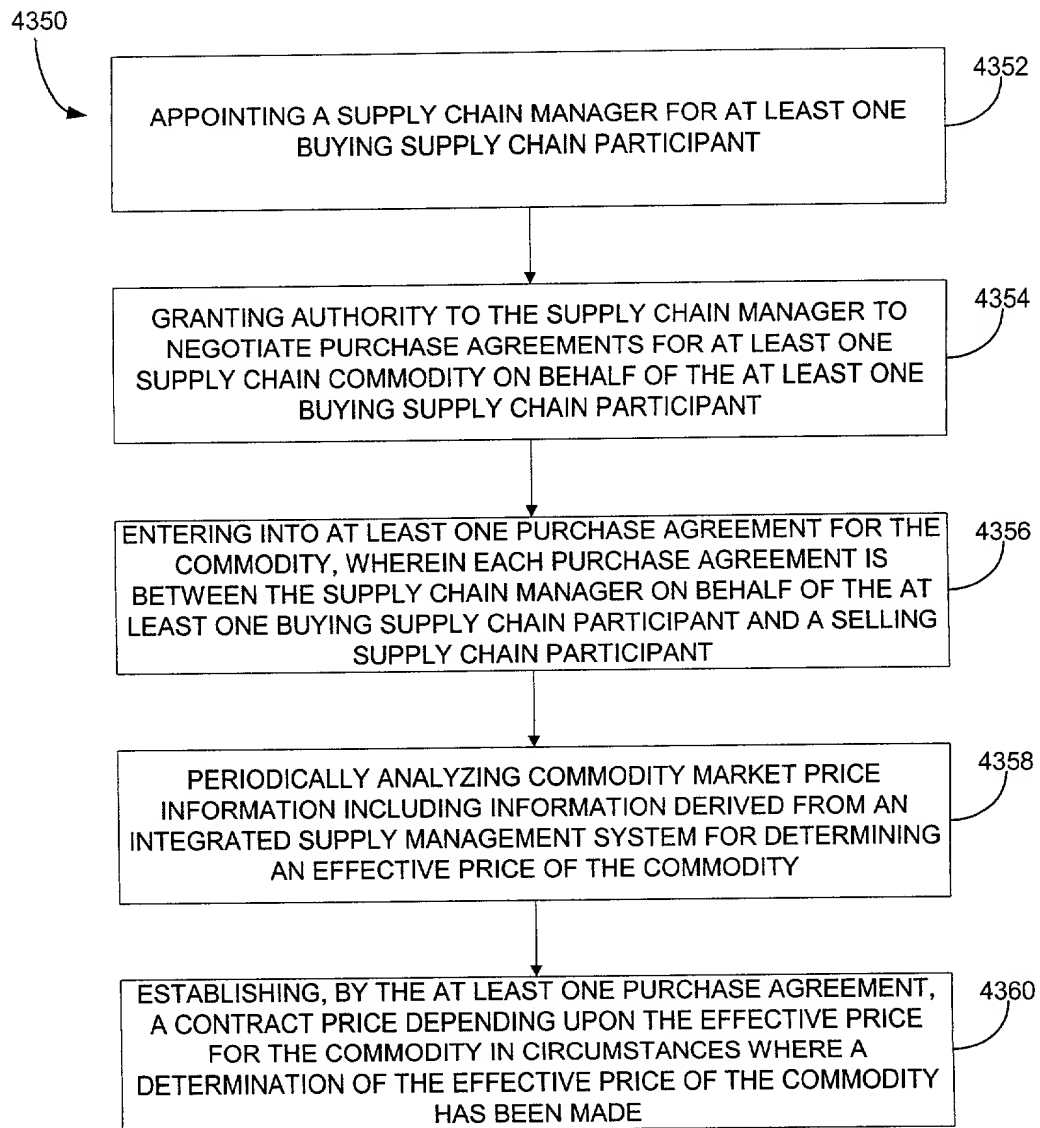 4350
4352
APPOINTING A SUPPLY CHAIN MANAGER FOR AT LEAST ONE
BUYING SUPPLY CHAIN PARTICIPANT
4354
GRANTING AUTHORITY TO THE SUPPLY CHAIN MANAGER TO
NEGOTIATE PURCHASE AGREEMENTS FOR AT LEAST ONE
SUPPLY CHAIN COMMODITY ON BEHALF OF THE AT LEAST ONE
BUYING SUPPLY CHAIN PARTICIPANT
4356
ENTERING INTO AT LEAST ONE PURCHASE AGREEMENT FOR THE
COMMODITY, WHEREIN EACH PURCHASE AGREEMENT IS
BETWEEN THE SUPPLY CHAIN MANAGER ON BEHALF OF THE AT
LEAST ONE BUYING SUPPLY CHAIN PARTICIPANT AND A SELLING
SUPPLY CHAIN PARTICIPANT
4358
PERIODICALLY ANALYZING COMMODITY MARKET PRICE
INFORMATION INCLUDING INFORMATION DERIVED FROM AN
INTEGRATED SUPPLY MANAGEMENT SYSTEM FOR DETERMINING
AN EFFECTIVE PRICE OF THE COMMODITY
4360
ESTABLISHING, BY THE AT LEAST ONE PURCHASE AGREEMENT,
A CONTRACT PRICE DEPENDING UPON THE EFFECTIVE PRICE
FOR THE COMMODITY IN CIRCUMSTANCES WHERE A
DETERMINATION OF THE EFFECTIVE PRICE OF THE COMMODITY
HAS BEEN MADE